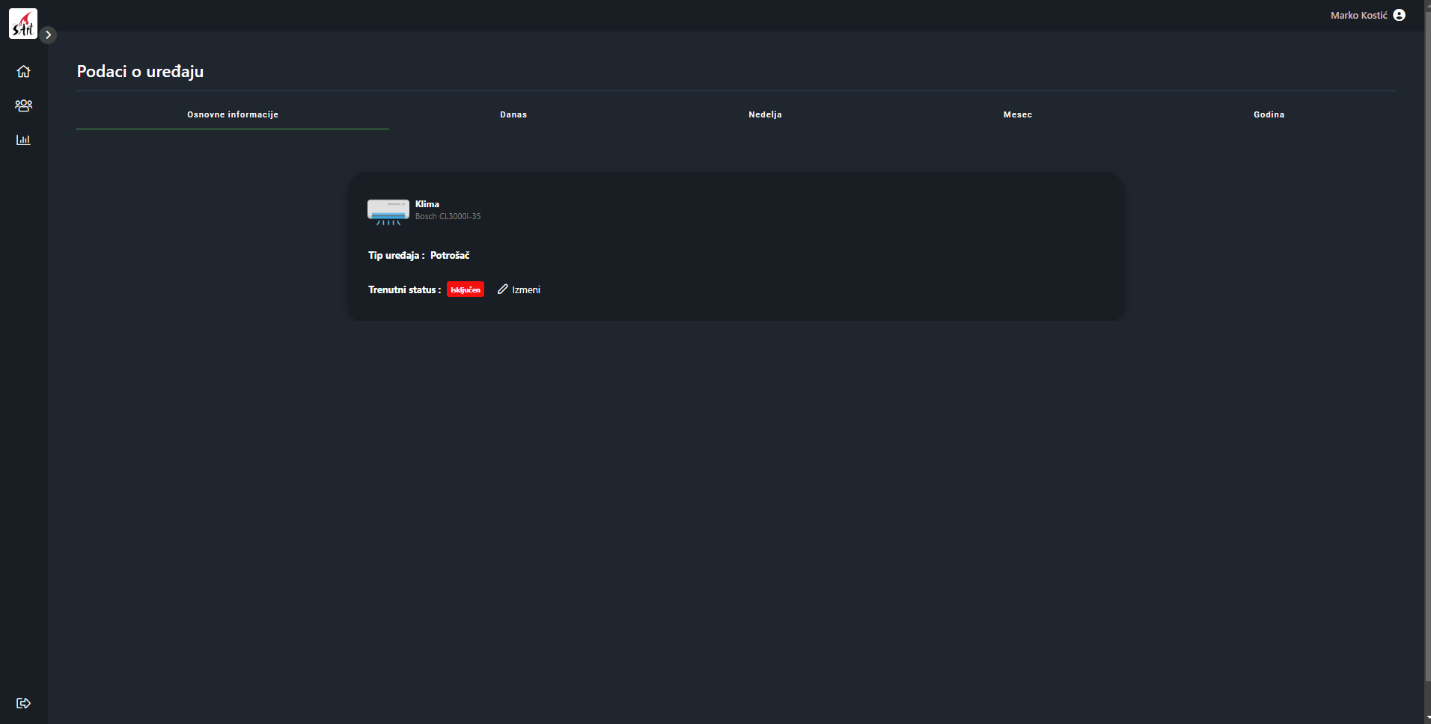 sArt
Marko Kostić
Podaci o uređaju
Osnovne informacije Danas Nedelja Mesec Godina
Klima
Bosch CL3000i-35
Tip uređaja : Potrošač
Trenutni status : Isključen Izmeni